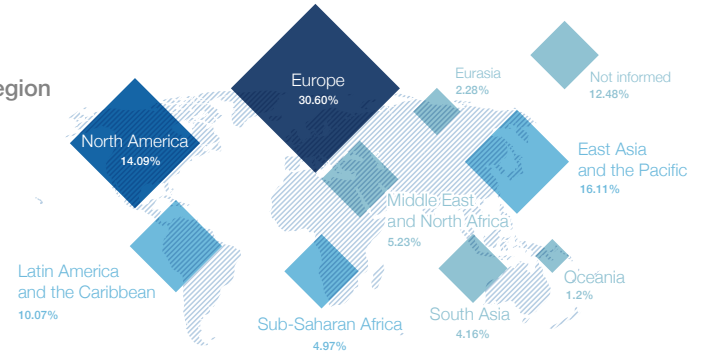 egion
Europe
30.60%
Eurasia
2.28%
Not informed
12.48%
North America
14.09%
East Asia
and the Pacific
16.11%
Middle East
and North Africa
5.23%
Latin America
and the Caribbean
10.07%
Sub-Saharan Africa
4.97%
South Asia
4.16%
Oceania
1.2%